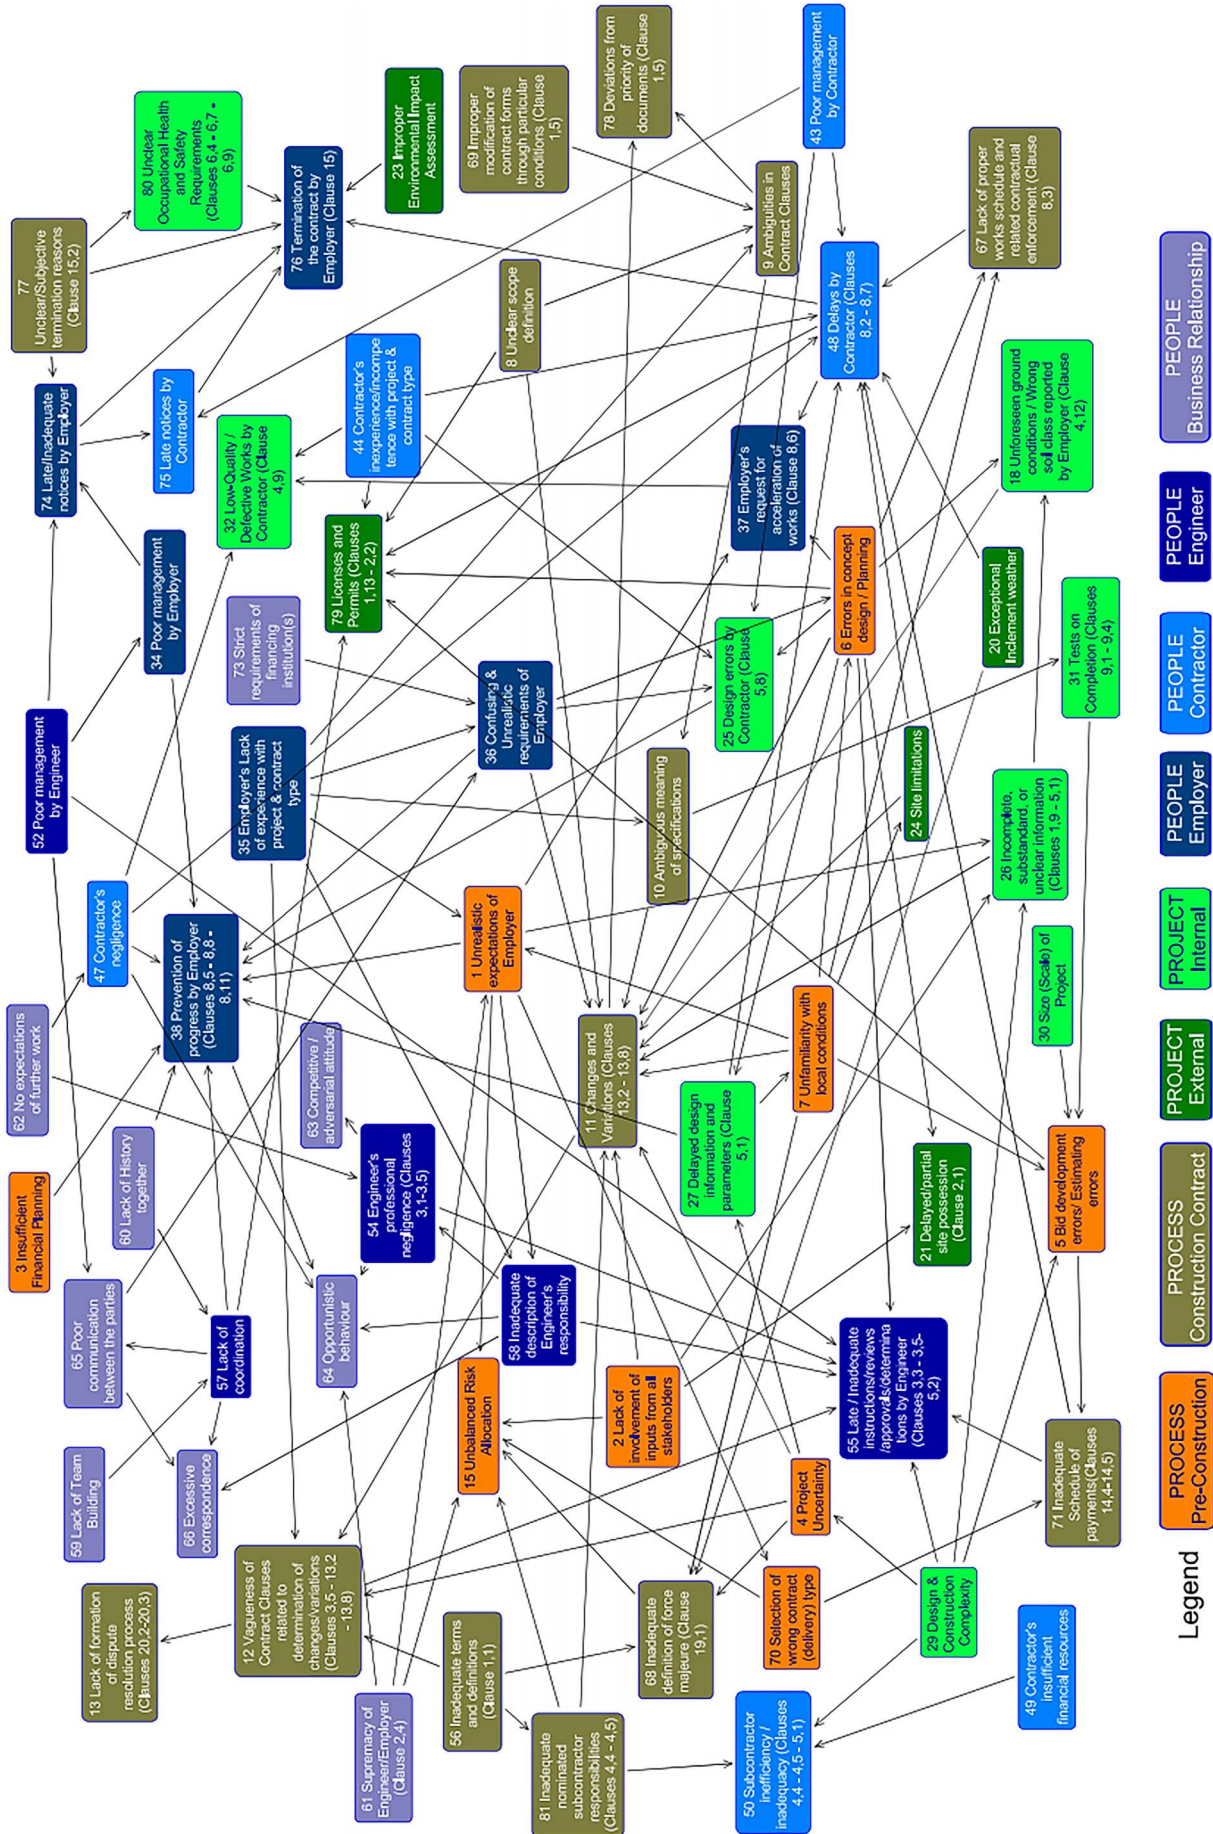 3 Insufficient
Financial Planning
62 No expectations
of further work
52 Poor management
by Engineer
74 Late/Inadequate
notices by Employer
77
Unclear/Subjective
termination reasons
(Clause 15,2)
13 Lack of formation
of dispute
resolution process
(Clauses 20,2-20,3)
59 Lack of Team
Building
65 Poor
communication
between the parties
60 Lack of History
together
47 Contractor's
negligence
34 Poor management
by Employer
75 Late notices by
Contractor
80 Unclear
Occupational Health
and Safety
Requirements
(Clauses 6,4 - 6,7 -
6,9)
66 Excessive
correspondence
57 Lack of
coordination
38 Prevention of
progress by Employer
(Clauses 8,5 - 8,8 -
8,11)
12 Vagueness of
Contract Clauses
related to
determination of
changes/variations
(Clauses 3,5 - 13,2
- 13,8)
35 Employer's Lack
of experience with
project & contract
type
73 Strict
requirements of
financing
institution(s)
32 Low-Quality /
Defective Works by
Contractor (Clause
4,9)
76 Termination of
the contract by
Employer (Clause 15)
61 Supremacy of
Engineer/Employer
(Clause 2,4)
64 Opportunistic
behaviour
63 Competitive /
adversarial attitude
79 Licenses and
Permits (Clauses
1,13 - 2,2)
44 Contractor's
inexperience/incompe
tence with project &
contract type
23 Improper
Environmental Impact
Assessment
54 Engineer's
professional
negligence (Clauses
3,1-3,5)
56 Inadequate terms
and definitions
(Clause 1,1)
15 Unbalanced Risk
Allocation
58 Inadequate
description of
Engineer's
responsibility
1 Unrealistic
expectations of
Employer
36 Confusing &
Unrealistic
requirements of
Employer
8 Unclear scope
definition
69 Improper
modification of
contract forms
through particular
conditions (Clause
1,5)
81 Inadequate
nominated
subcontractor
responsibilities
(Clauses 4,4 - 4,5)
2 Lack of
involvement of
inputs from all
stakeholders
11 Changes and
Variations (Clauses
13,2 - 13,8)
78 Deviations from
priority of
documents (Clause
1,5)
68 Inadequate
definition of force
majeure (Clause
19,1)
27 Delayed design
information and
parameters (Clause
5,1)
10 Ambiguous meaning
of specifications
25 Design errors by
Contractor (Clause
5,8)
37 Employer's
request for
acceleration of
works (Clause 8,6)
9 Ambiguities in
Contract Clauses
50 Subcontractor
inefficiency /
inadequacy (Clauses
4,4 - 4,5 - 5,1)
70 Selection of
wrong contract
(delivery) type
4 Project
Uncertainty
7 Unfamiliarity with
local conditions
6 Errors in concept
design / Planning
48 Delays by
Contractor (Clauses
8,2 - 8,7)
43 Poor management
by Contractor
55 Late / Inadequate
instructions/reviews
/approvals/determina
tions by Engineer
(Clauses 3,3 - 3,5-
5,2)
29 Design &
Construction
Complexity
21 Delayed/partial
site possession
(Clause 2,1)
24 Site limitations
20 Exceptional
Inclement weather
67 Lack of proper
works schedule and
related contractual
enforcement (Clause
8,3)
49 Contractor's
insufficient
financial resources
71 Inadequate
Schedule of
payments(Clauses
14,4-14,5)
5 Bid development
errors/ Estimating
errors
30 Size (Scale) of
Project
26 Incomplete,
substandard, or
unclear information
(Clauses 1,9 - 5,1)
31 Tests on
Completion (Clauses
9,1 - 9,4)
18 Unforeseen ground
conditions / Wrong
soil class reported
by Employer (Clause
4,12)
Legend
PROCESS
Pre-Construction
PROCESS
Construction Contract
PROJECT
External
PROJECT
Internal
PEOPLE
Employer
PEOPLE
Contractor
PEOPLE
Engineer
PEOPLE
Business Relationship